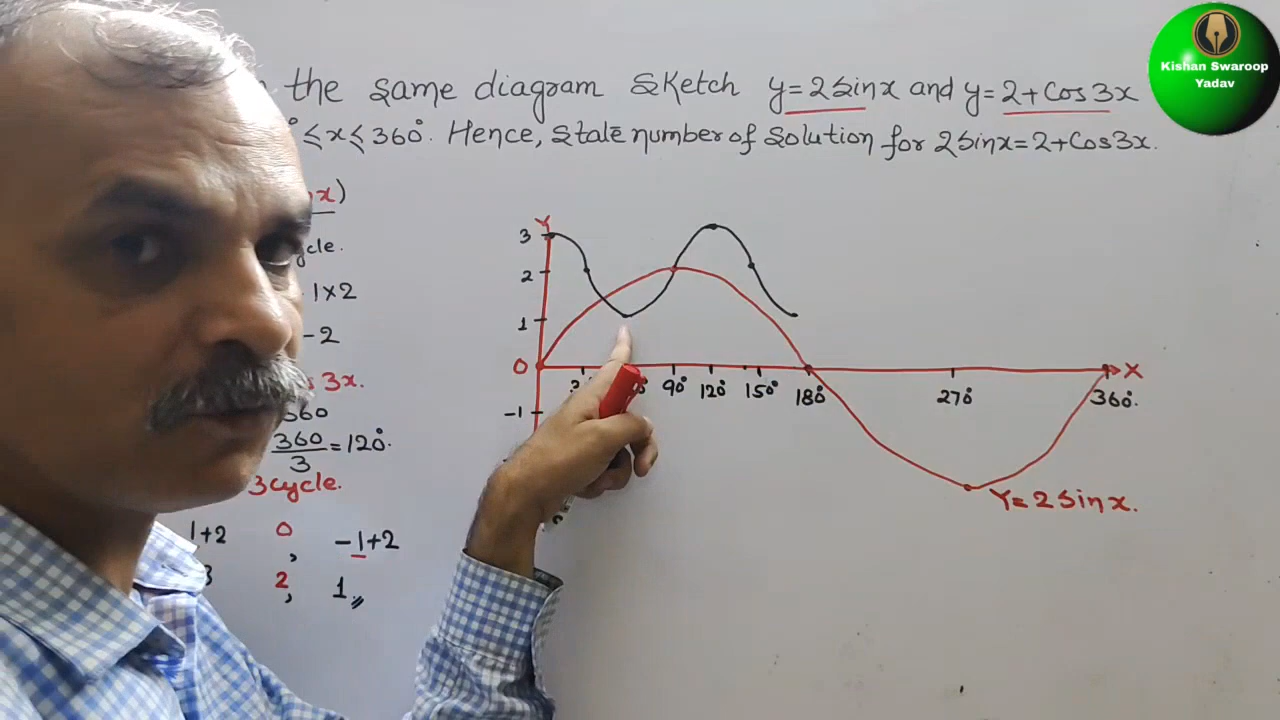 the same diagram sketch y=2sinx and y=2+Cos3x
≤x≤360°. Hence, state number of solution for 2sinx=2+Cos3x.
x)
cle.
1×2
-2
s 3x.
360
360/3=120°.
3cycle.
1+2 0, -1+2
3 2, 1,,
Y
3
2
1
0
-1
90° 120° 150° 180° 270° 360°. X
Y=2sinx.
Kishan Swaroop
Yadav